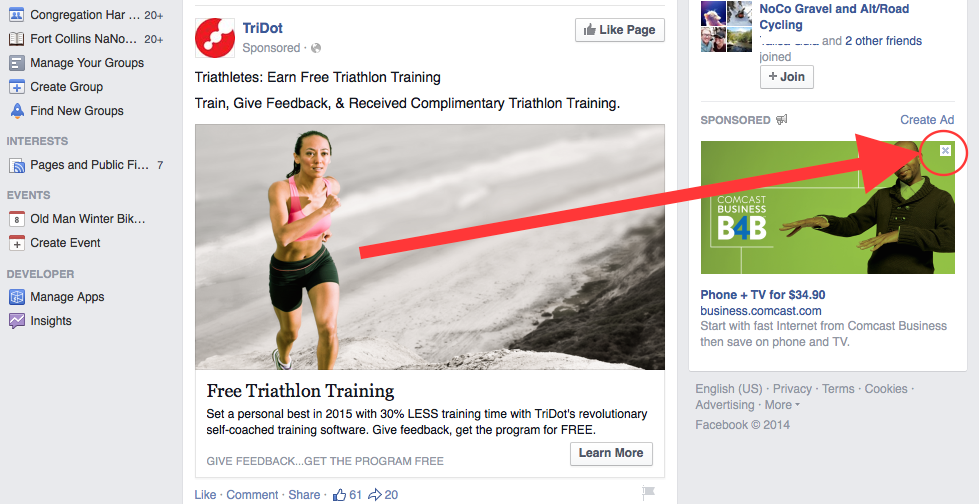 Congregation Har ... 20+
Fort Collins NaNo... 20+
Manage Your Groups
Create Group
Find New Groups
INTERESTS
Pages and Public Fi... 7
EVENTS
8 Old Man Winter Bik...
Create Event
DEVELOPER
Manage Apps
Insights
TriDot
Sponsored ·
Like Page
Triathletes: Earn Free Triathlon Training
Train, Give Feedback, & Received Complimentary Triathlon Training.
Free Triathlon Training
Set a personal best in 2015 with 30% LESS training time with TriDot's revolutionary
self-coached training software. Give feedback, get the program for FREE.
GIVE FEEDBACK...GET THE PROGRAM FREE
Learn More
Like · Comment · Share · 61 20
NoCo Gravel and Alt/Road
Cycling
and 2 other friends
joined
+ Join
SPONSORED
Create Ad
COMCAST
BUSINESS
B4B
Phone + TV for $34.90
business.comcast.com
Start with fast Internet from Comcast Business
then save on phone and TV.
English (US) · Privacy · Terms · Cookies ·
Advertising · More
Facebook © 2014